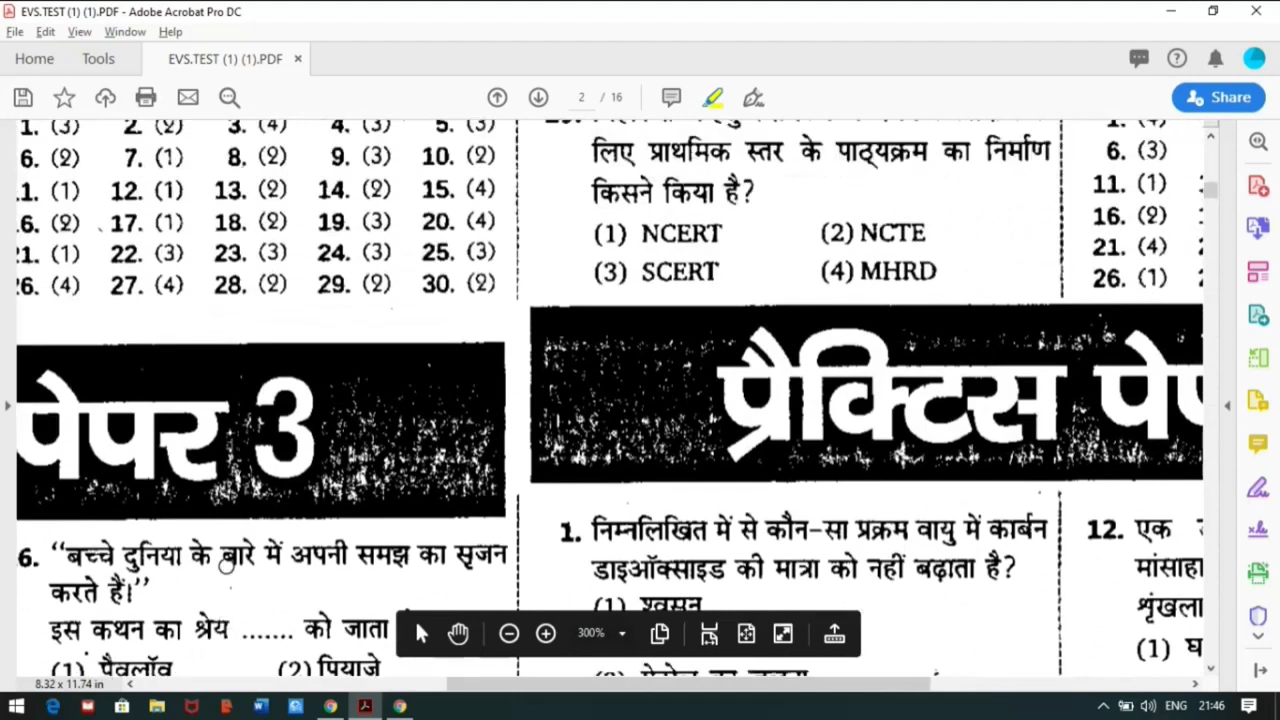 EVS.TEST (1) (1).PDF - Adobe Acrobat Pro DC
File Edit View Window Help
Home Tools EVS.TEST (1) (1).PDF ×
2 / 16
Share
1. (3) 2. (2) 3. (4) 4. (3) 5. (3)
6. (2) 7. (1) 8. (2) 9. (3) 10. (2)
11. (1) 12. (1) 13. (2) 14. (2) 15. (4)
16. (2) 17. (1) 18. (2) 19. (3) 20. (4)
21. (1) 22. (3) 23. (3) 24. (3) 25. (3)
26. (4) 27. (4) 28. (2) 29. (2) 30. (2)
पेपर 3
6. “बच्चे दुनिया के बारे में अपनी समझ का सृजन
करते हैं।”
इस कथन का श्रेय ....... को जाता
(1) पैवलॉव (2) पियाजे
लिए प्राथमिक स्तर के पाठ्यक्रम का निर्माण
किसने किया है?
(1) NCERT (2) NCTE
(3) SCERT (4) MHRD
प्रैक्टिस पेप
1. निम्नलिखित में से कौन-सा प्रक्रम वायु में कार्बन
डाइऑक्साइड की मात्रा को नहीं बढ़ाता है?
(1) श्वसन
1. (4)
6. (3)
11. (1)
16. (2)
21. (4)
26. (1)
12. एक
मांसाहा
शृंखला
(1) घ
300%
8.32 x 11.74 in
ENG 21:46